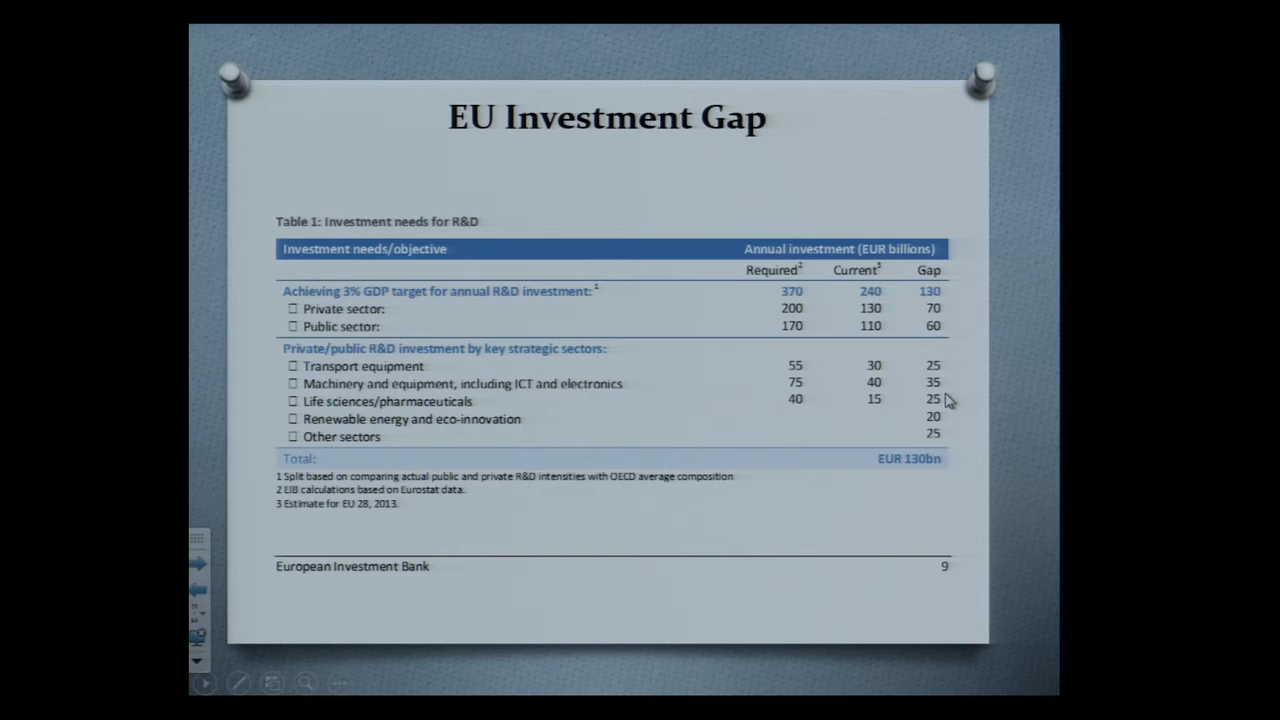 EU Investment Gap
Table 1: Investment needs for R&D
Investment needs/objective Annual investment (EUR billions)
Required2 Current3 Gap
Achieving 3% GDP target for annual R&D investment: 1 370 240 130
Private sector: 200 130 70
Public sector: 170 110 60
Private/public R&D investment by key strategic sectors:
Transport equipment 55 30 25
Machinery and equipment, including ICT and electronics 75 40 35
Life sciences/pharmaceuticals 40 15 25
Renewable energy and eco-innovation 20
Other sectors 25
Total: EUR 130bn
1 Split based on comparing actual public and private R&D intensities with OECD average composition
2 EIB calculations based on Eurostat data.
3 Estimate for EU 28, 2013.
European Investment Bank 9